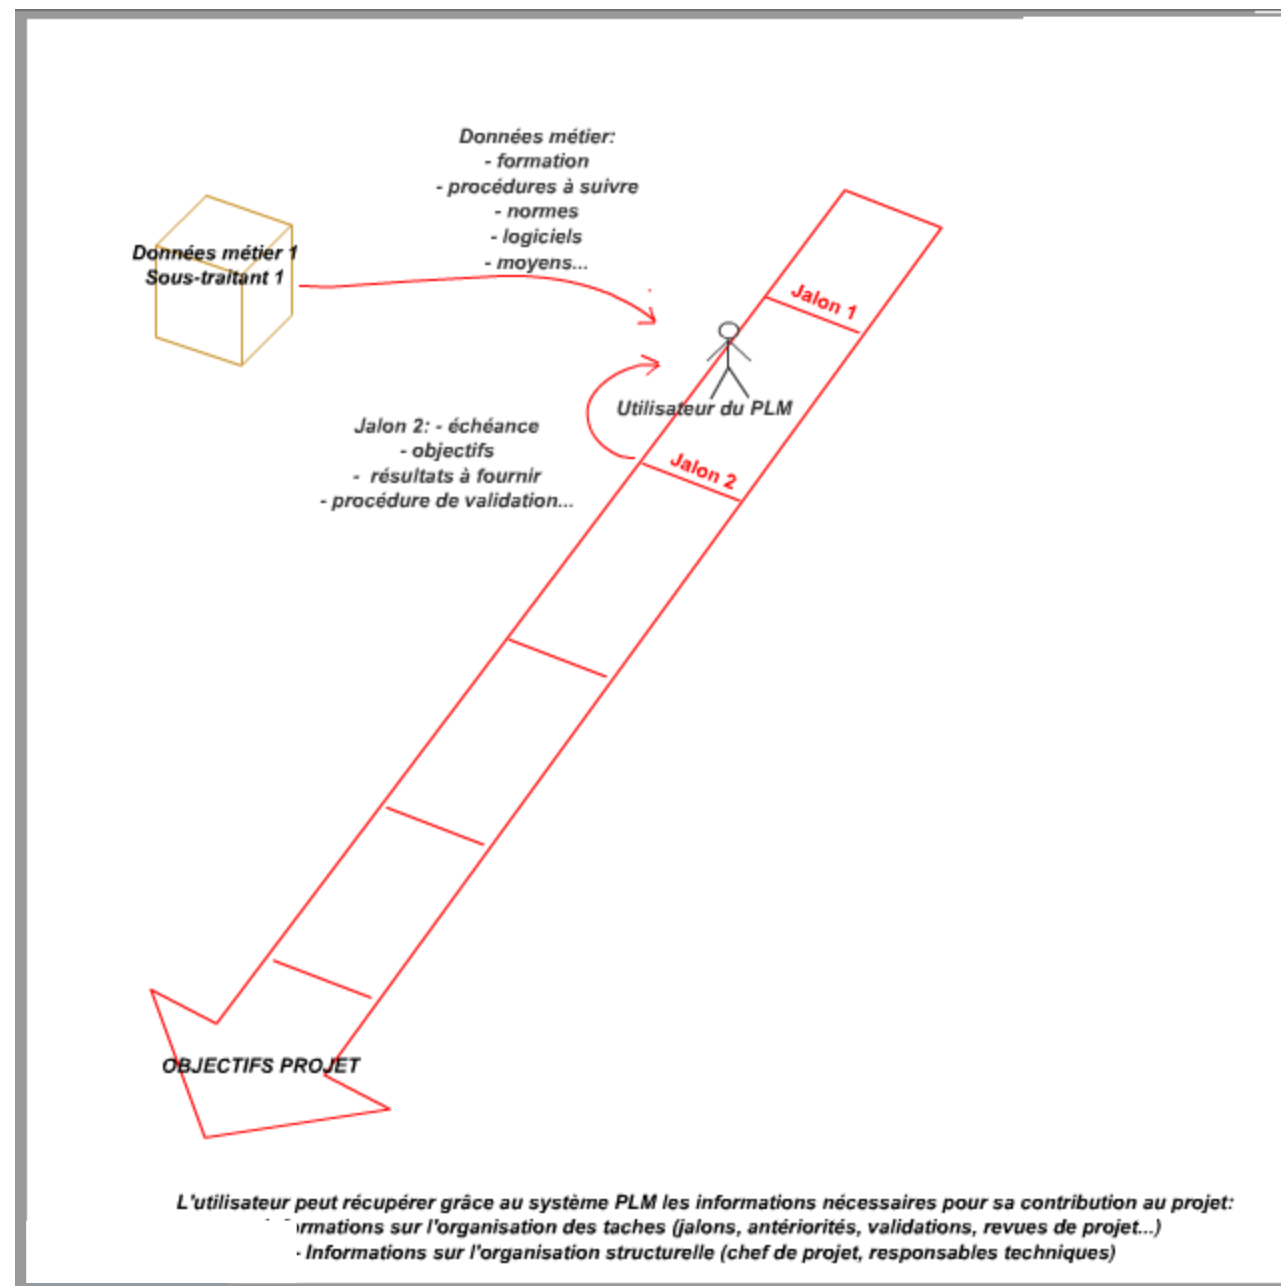 Données métier:
- formation
- procédures à suivre
- normes
- logiciels
- moyens...
Données métier 1
Sous-traitant 1
Jalon 1
Utilisateur du PLM
Jalon 2: - échéance
- objectifs
- résultats à fournir
- procédure de validation...
Jalon 2
OBJECTIFS PROJET
L'utilisateur peut récupérer grâce au système PLM les informations nécessaires pour sa contribution au projet:
sur l'organisation des taches (jalons, antériorités, validations, revues de projet...)
- Informations sur l'organisation structurelle (chef de projet, responsables techniques)